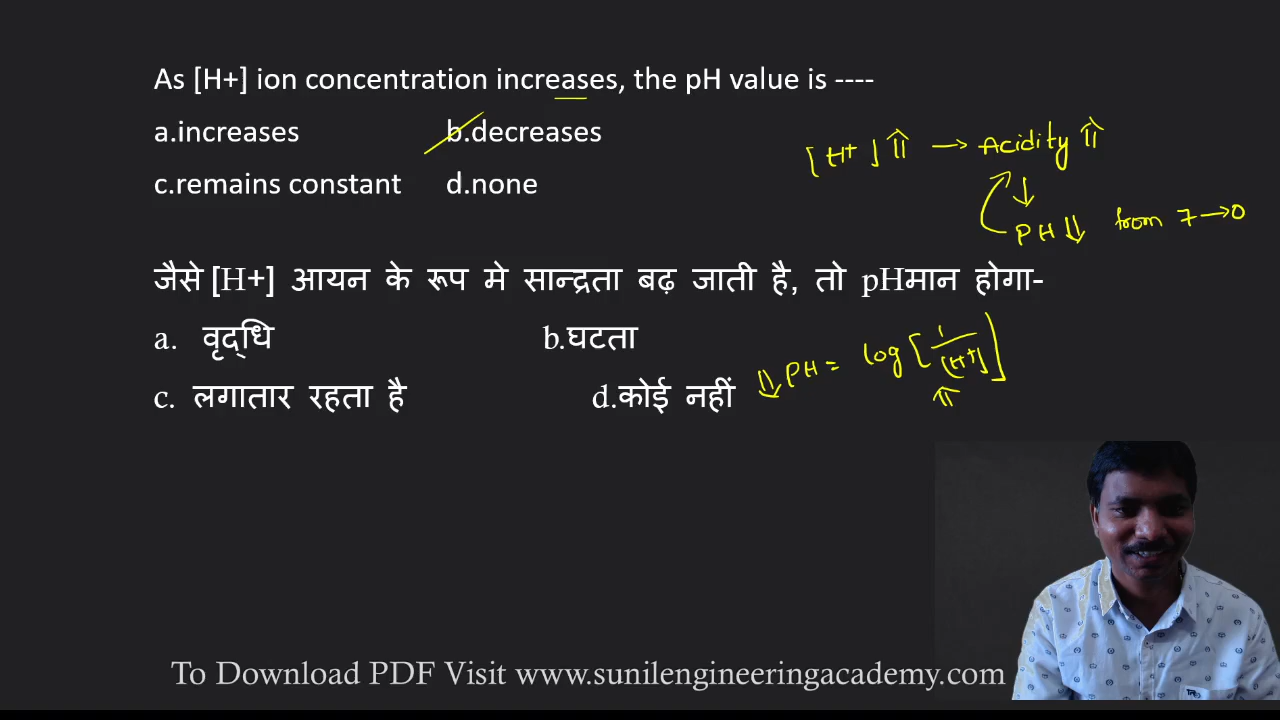 As [H+] ion concentration increases, the pH value is ----
a.increases b.decreases
c.remains constant d.none
[H+] ⇑ → Acidity ⇑
↓
PH ⇓ from 7 → 0
जैसे [H+] आयन के रूप मे सान्द्रता बढ़ जाती है, तो pHमान होगा-
a. वृद्धि b.घटता
c. लगातार रहता है d.कोई नहीं
⇓ PH = log [1/[H+]]
⇑
To Download PDF Visit www.sunilengineeringacademy.com